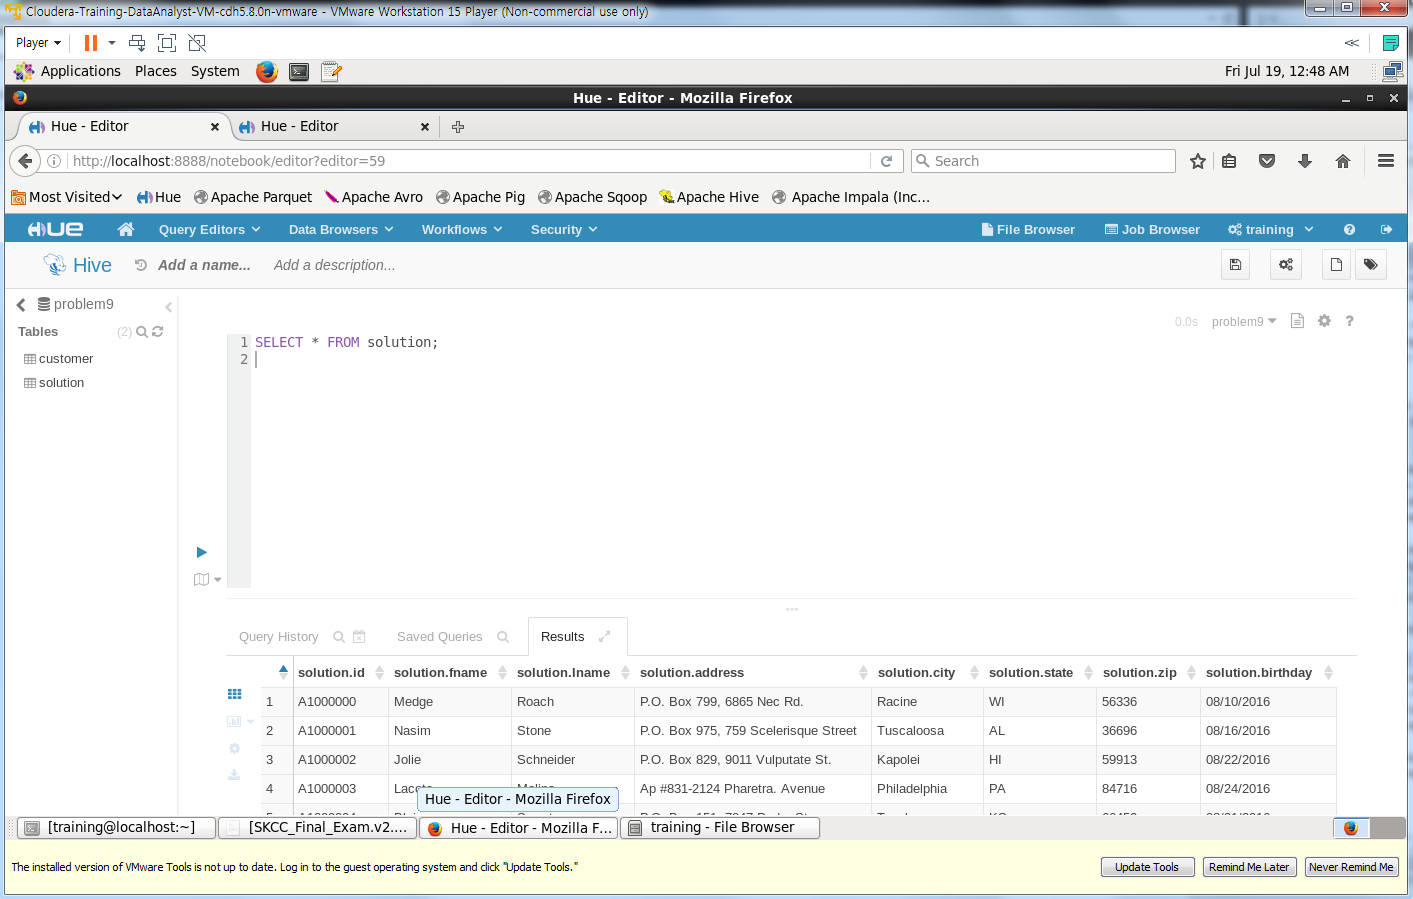 Cloudera-Training-DataAnalyst-VM-cdh5.8.0n-vmware - VMware Workstation 15 Player (Non-commercial use only)
Player
Applications Places System Fri Jul 19, 12:48 AM
Hue - Editor - Mozilla Firefox
Hue - Editor Hue - Editor
http://localhost:8888/notebook/editor?editor=59 Search
Most Visited Hue Apache Parquet Apache Avro Apache Pig Apache Sqoop Apache Hive Apache Impala (Inc...
HUE Query Editors Data Browsers Workflows Security File Browser Job Browser training
Hive Add a name... Add a description...
problem9
0.0s problem9 ?
Tables (2)
1 SELECT * FROM solution;
2
customer
solution
Query History Saved Queries Results
solution.id solution.fname solution.lname solution.address solution.city solution.state solution.zip solution.birthday
1 A1000000 Medge Roach P.O. Box 799, 6865 Nec Rd. Racine WI 56336 08/10/2016
2 A1000001 Nasim Stone P.O. Box 975, 759 Scelerisque Street Tuscaloosa AL 36696 08/16/2016
3 A1000002 Jolie Schneider P.O. Box 829, 9011 Vulputate St. Kapolei HI 59913 08/22/2016
4 A1000003 Ap #831-2124 Pharetra. Avenue Philadelphia PA 84716 08/24/2016
Hue - Editor - Mozilla Firefox
[training@localhost:~] [SKCC_Final_Exam.v2.... Hue - Editor - Mozilla F... training - File Browser
The installed version of VMware Tools is not up to date. Log in to the guest operating system and click "Update Tools." Update Tools Remind Me Later Never Remind Me